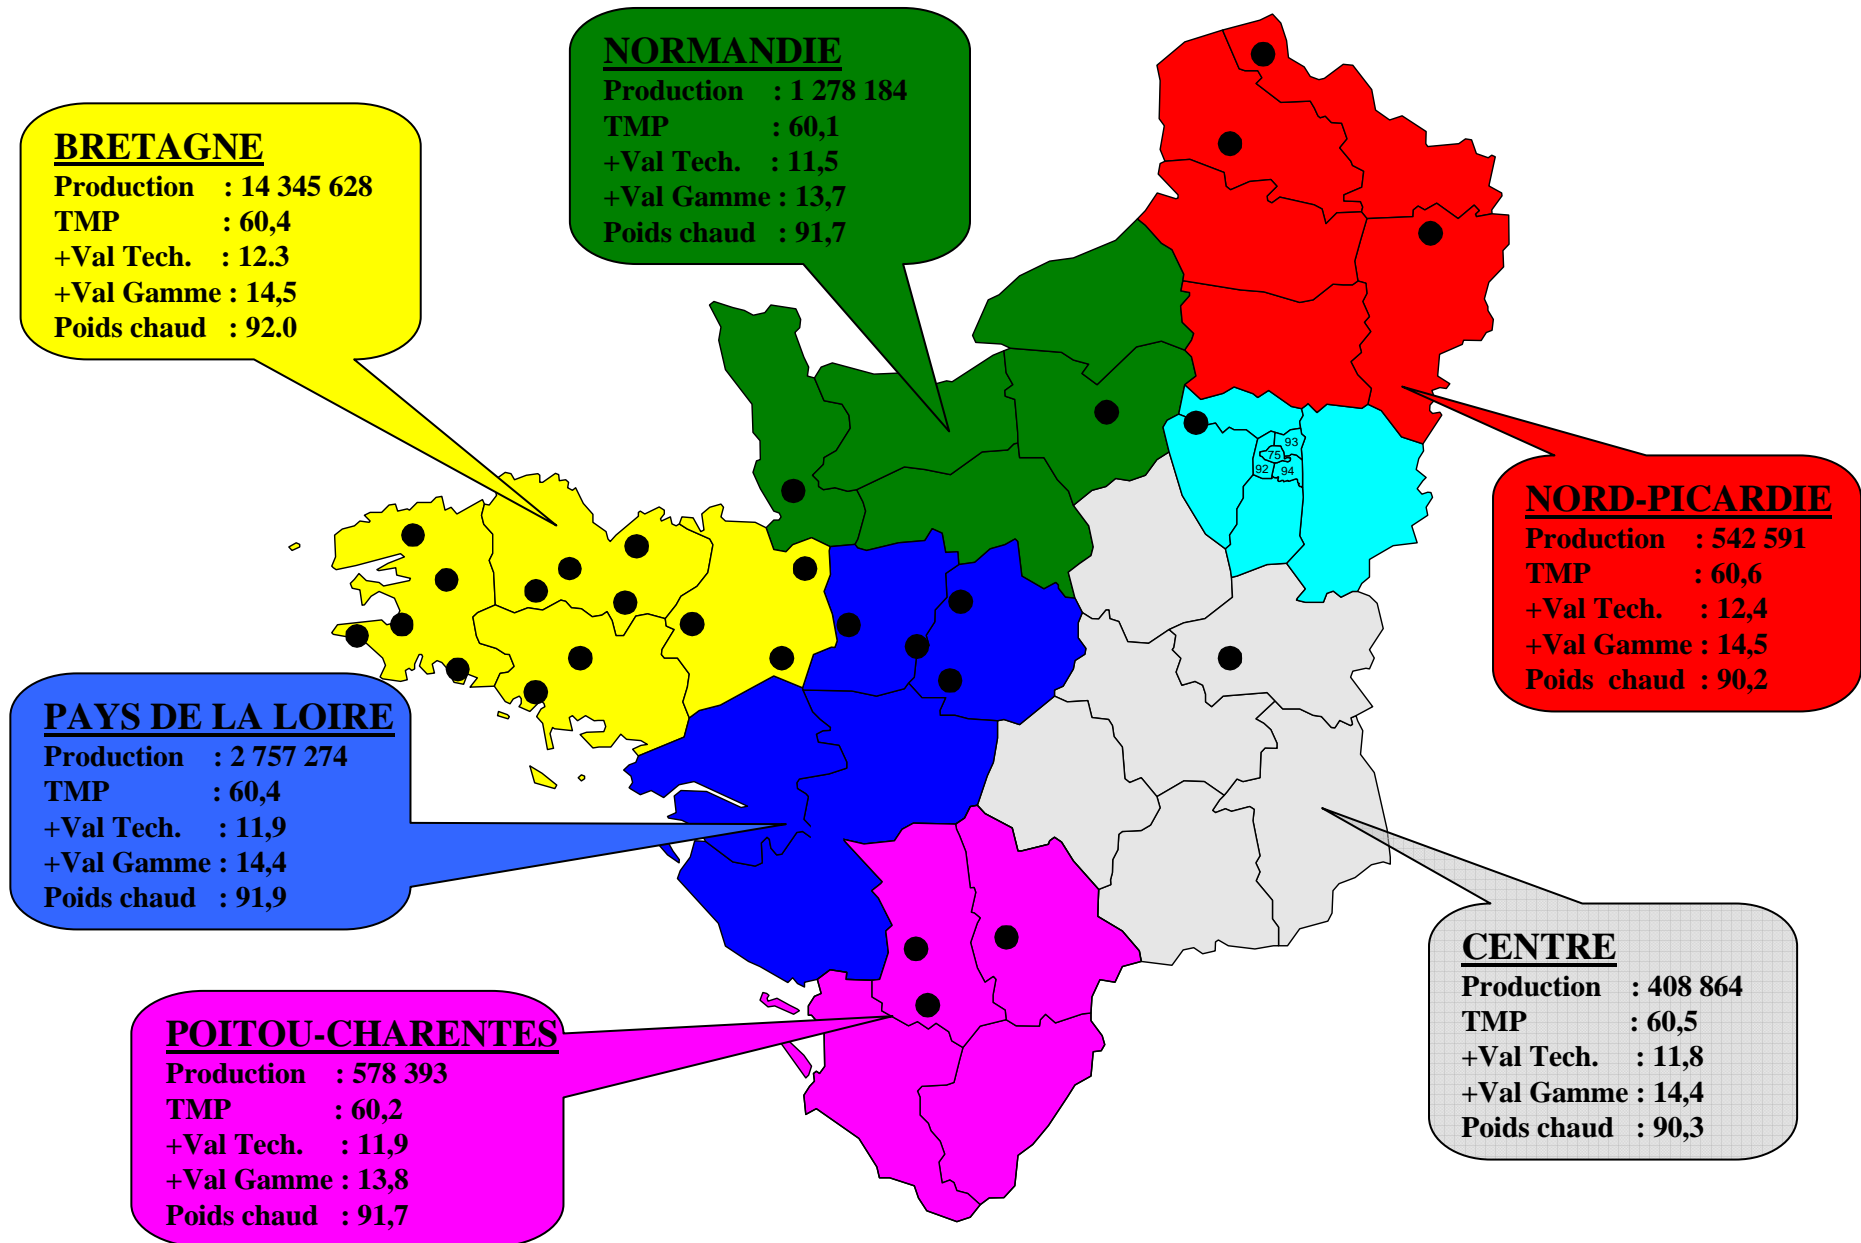 NORMANDIE
Production : 1 278 184
TMP : 60,1
+Val Tech. : 11,5
+Val Gamme : 13,7
Poids chaud : 91,7
BRETAGNE
Production : 14 345 628
TMP : 60,4
+Val Tech. : 12.3
+Val Gamme : 14,5
Poids chaud : 92.0
93
75
92 94
NORD-PICARDIE
Production : 542 591
TMP : 60,6
+Val Tech. : 12,4
+Val Gamme : 14,5
Poids chaud : 90,2
PAYS DE LA LOIRE
Production : 2 757 274
TMP : 60,4
+Val Tech. : 11,9
+Val Gamme : 14,4
Poids chaud : 91,9
CENTRE
Production : 408 864
TMP : 60,5
+Val Tech. : 11,8
+Val Gamme : 14,4
Poids chaud : 90,3
POITOU-CHARENTES
Production : 578 393
TMP : 60,2
+Val Tech. : 11,9
+Val Gamme : 13,8
Poids chaud : 91,7